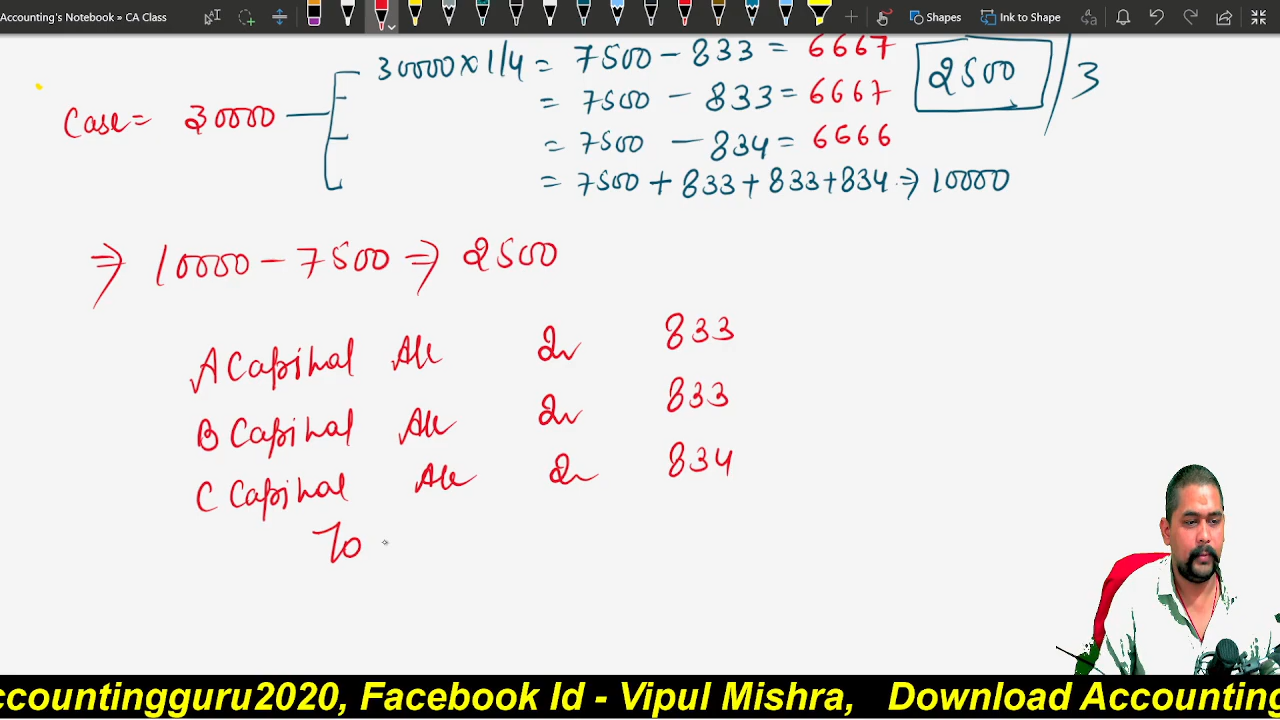 Accounting's Notebook » CA Class
Shapes
Ink to Shape
30000 x 1/4 = 7500 - 833 = 6667
= 7500 - 833 = 6667
2500 / 3
Case = 30000
= 7500 - 834 = 6666
= 7500 + 833 + 833 + 834 ⇒ 10000
⇒ 10000 - 7500 ⇒ 2500
A Capital A/c Dr 833
B Capital A/c Dr 833
C Capital A/c Dr 834
To
ccountingguru2020, Facebook Id - Vipul Mishra, Download Accounting